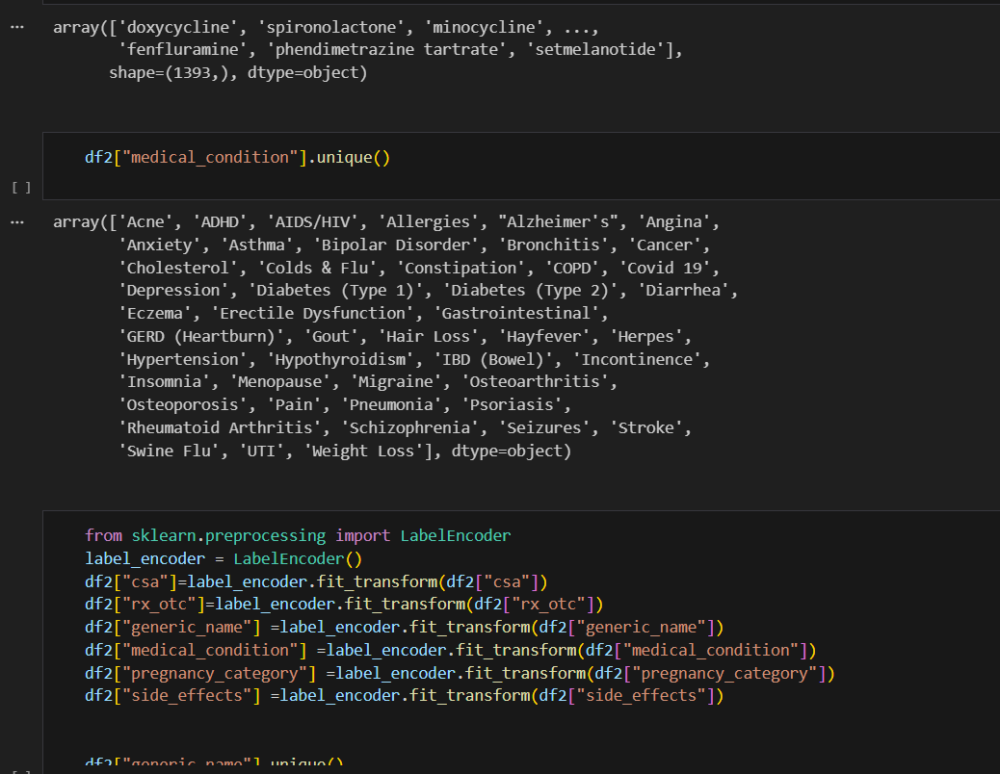 ... array(['doxycycline', 'spironolactone', 'minocycline', ...,
'fenfluramine', 'phendimetrazine tartrate', 'setmelanotide'],
shape=(1393,), dtype=object)
df2["medical_condition"].unique()
[ ]
... array(['Acne', 'ADHD', 'AIDS/HIV', 'Allergies', "Alzheimer's", 'Angina',
'Anxiety', 'Asthma', 'Bipolar Disorder', 'Bronchitis', 'Cancer',
'Cholesterol', 'Colds & Flu', 'Constipation', 'COPD', 'Covid 19',
'Depression', 'Diabetes (Type 1)', 'Diabetes (Type 2)', 'Diarrhea',
'Eczema', 'Erectile Dysfunction', 'Gastrointestinal',
'GERD (Heartburn)', 'Gout', 'Hair Loss', 'Hayfever', 'Herpes',
'Hypertension', 'Hypothyroidism', 'IBD (Bowel)', 'Incontinence',
'Insomnia', 'Menopause', 'Migraine', 'Osteoarthritis',
'Osteoporosis', 'Pain', 'Pneumonia', 'Psoriasis',
'Rheumatoid Arthritis', 'Schizophrenia', 'Seizures', 'Stroke',
'Swine Flu', 'UTI', 'Weight Loss'], dtype=object)
from sklearn.preprocessing import LabelEncoder
label_encoder = LabelEncoder()
df2["csa"]=label_encoder.fit_transform(df2["csa"])
df2["rx_otc"]=label_encoder.fit_transform(df2["rx_otc"])
df2["generic_name"] =label_encoder.fit_transform(df2["generic_name"])
df2["medical_condition"] =label_encoder.fit_transform(df2["medical_condition"])
df2["pregnancy_category"] =label_encoder.fit_transform(df2["pregnancy_category"])
df2["side_effects"] =label_encoder.fit_transform(df2["side_effects"])
df2["generic_name"].unique()